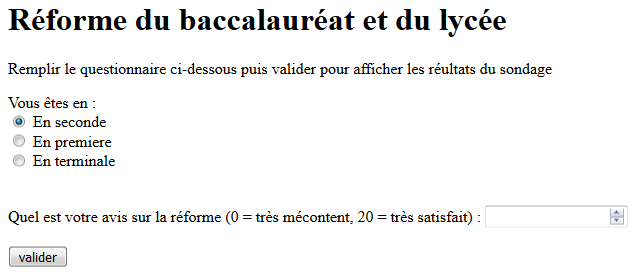 Réforme du baccalauréat et du lycée
Remplir le questionnaire ci-dessous puis valider pour afficher les réultats du sondage
Vous êtes en :
En seconde
En premiere
En terminale
Quel est votre avis sur la réforme (0 = très mécontent, 20 = très satisfait) :
valider